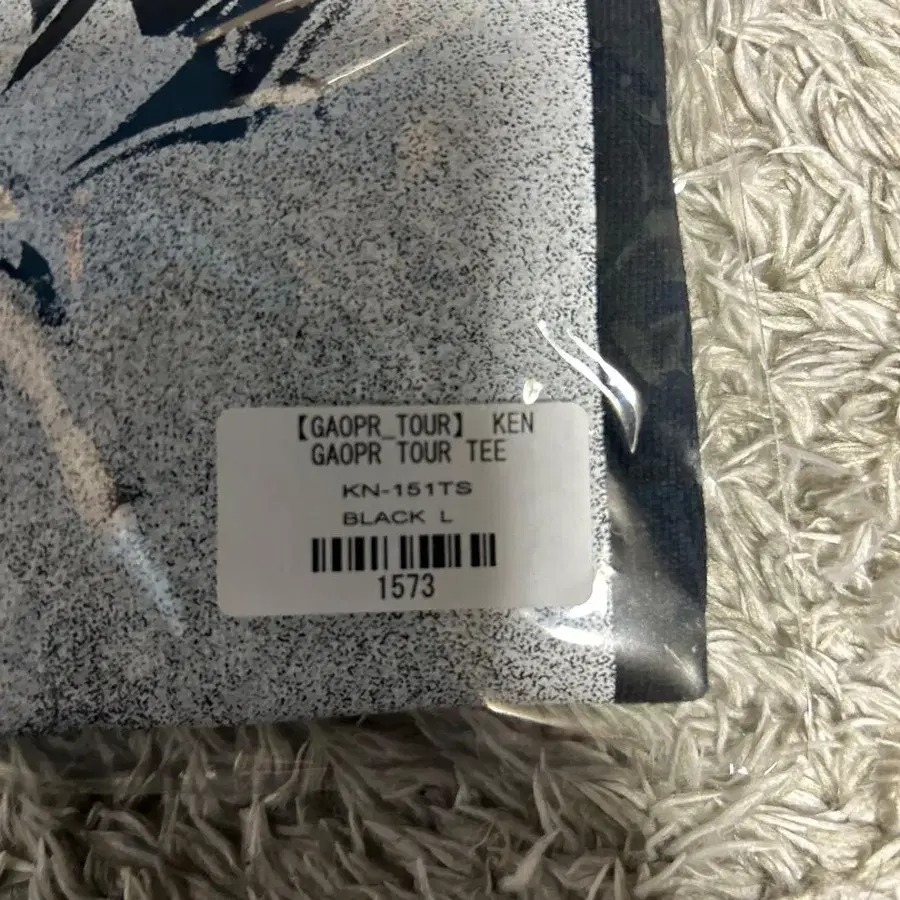 【GAOPR_TOUR】 KEN
GAOPR TOUR TEE
KN-151TS
BLACK L
1573